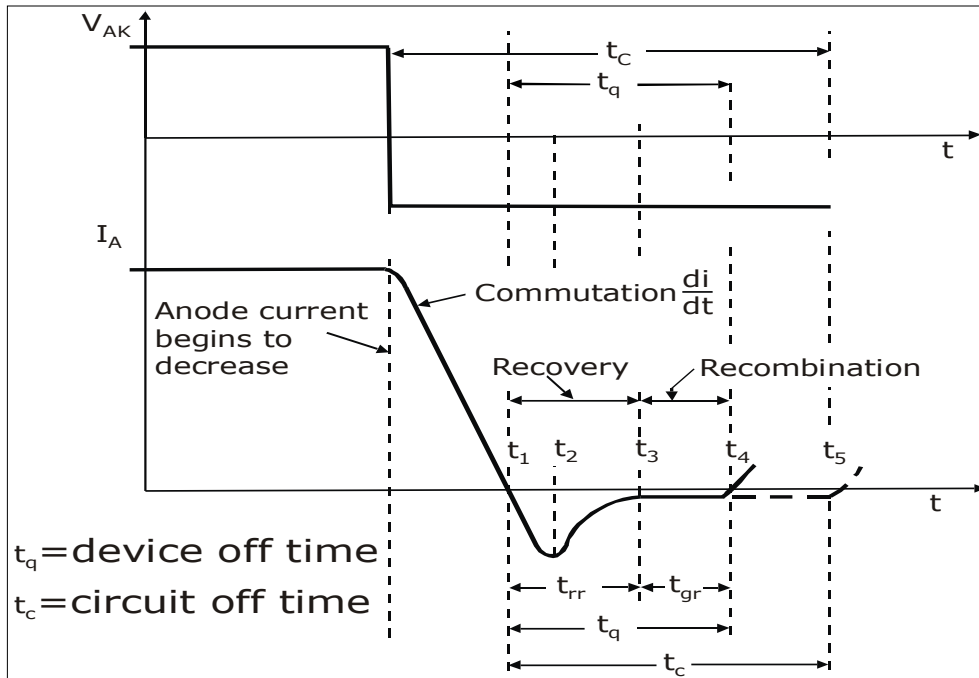 V_AK
t_C
t_q
t
I_A
Commutation di/dt
Anode current
begins to
decrease
Recovery
Recombination
t_1 t_2 t_3 t_4 t_5
t
t_q=device off time
t_c=circuit off time
t_rr t_gr
t_q
t_c